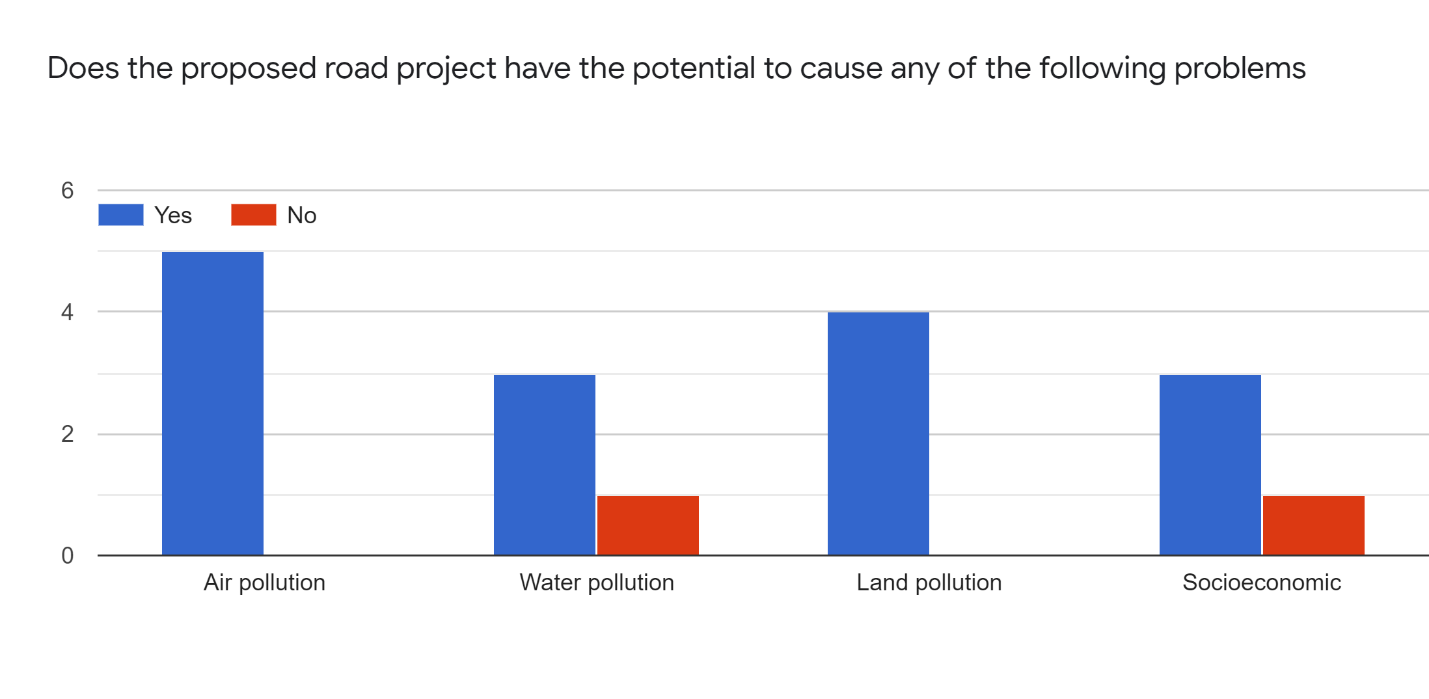 Does the proposed road project have the potential to cause any of the following problems
6
Yes No
4
2
0
Air pollution Water pollution Land pollution Socioeconomic